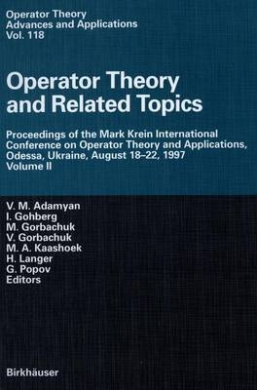 Operator Theory
Advances and Applications
Vol. 118
Operator Theory
and Related Topics
Proceedings of the Mark Krein International
Conference on Operator Theory and Applications,
Odessa, Ukraine, August 18–22, 1997
Volume II
V. M. Adamyan
I. Gohberg
M. Gorbachuk
V. Gorbachuk
M. A. Kaashoek
H. Langer
G. Popov
Editors
Birkhäuser